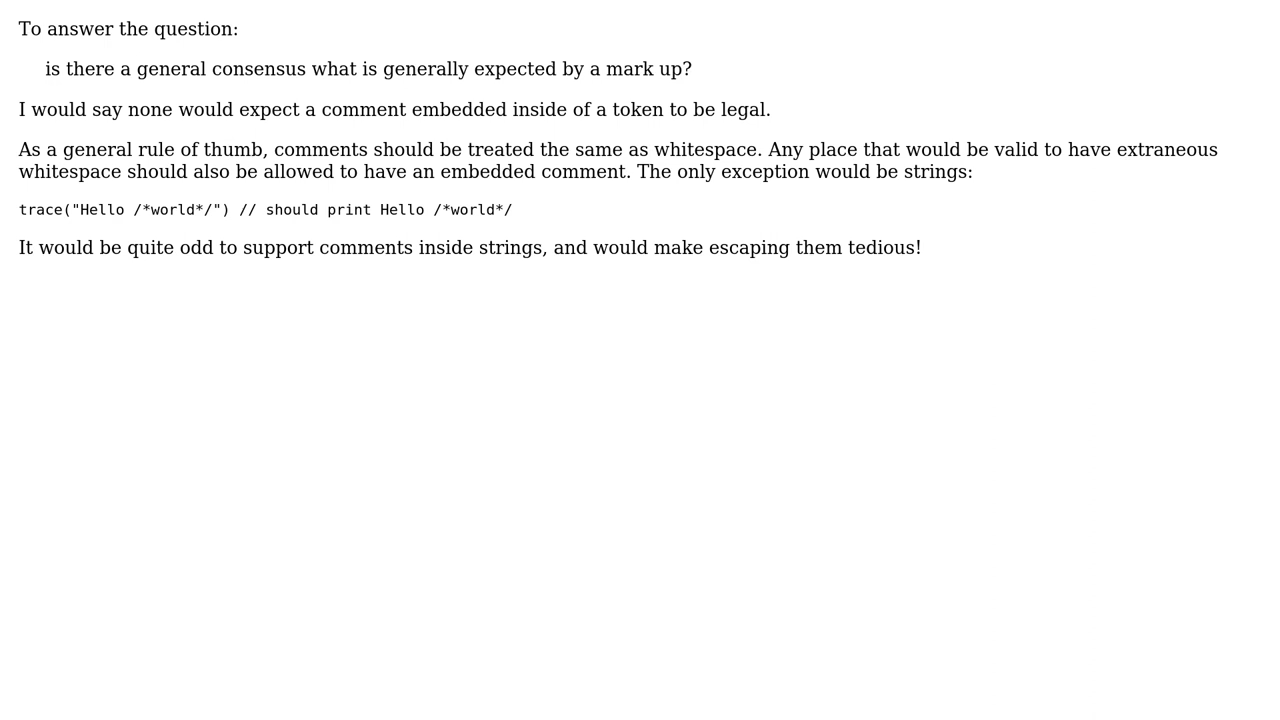 To answer the question:
is there a general consensus what is generally expected by a mark up?
I would say none would expect a comment embedded inside of a token to be legal.
As a general rule of thumb, comments should be treated the same as whitespace. Any place that would be valid to have extraneous
whitespace should also be allowed to have an embedded comment. The only exception would be strings:
trace("Hello /*world*/") // should print Hello /*world*/
It would be quite odd to support comments inside strings, and would make escaping them tedious!